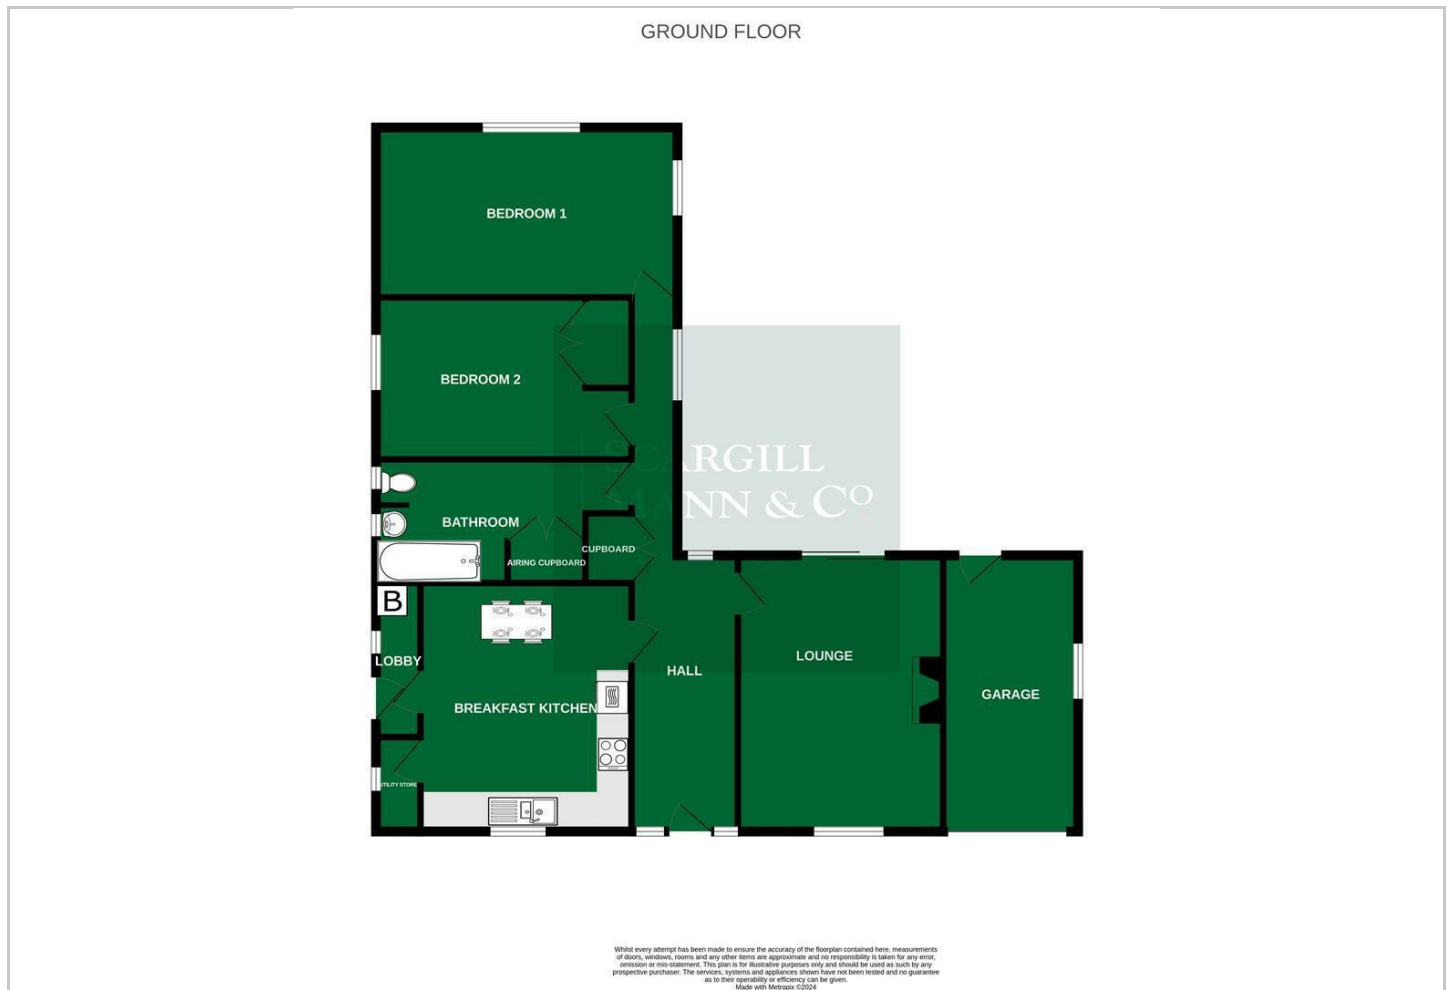 GROUND FLOOR
BEDROOM 1
BEDROOM 2
SCARGILL
MANN & Co
BATHROOM
CUPBOARD
AIRING CUPBOARD
B
LOBBY
LOUNGE
HALL
GARAGE
BREAKFAST KITCHEN
UTILITY STORE
Whilst every attempt has been made to ensure the accuracy of the floorplan contained here, measurements
of doors, windows, rooms and any other items are approximate and no responsibility is taken for any error,
omission or mis-statement. This plan is for illustrative purposes only and should be used as such by any
prospective purchaser. The services, systems and appliances shown have not been tested and no guarantee
as to their operability or efficiency can be given.
Made with Metropix ©2024